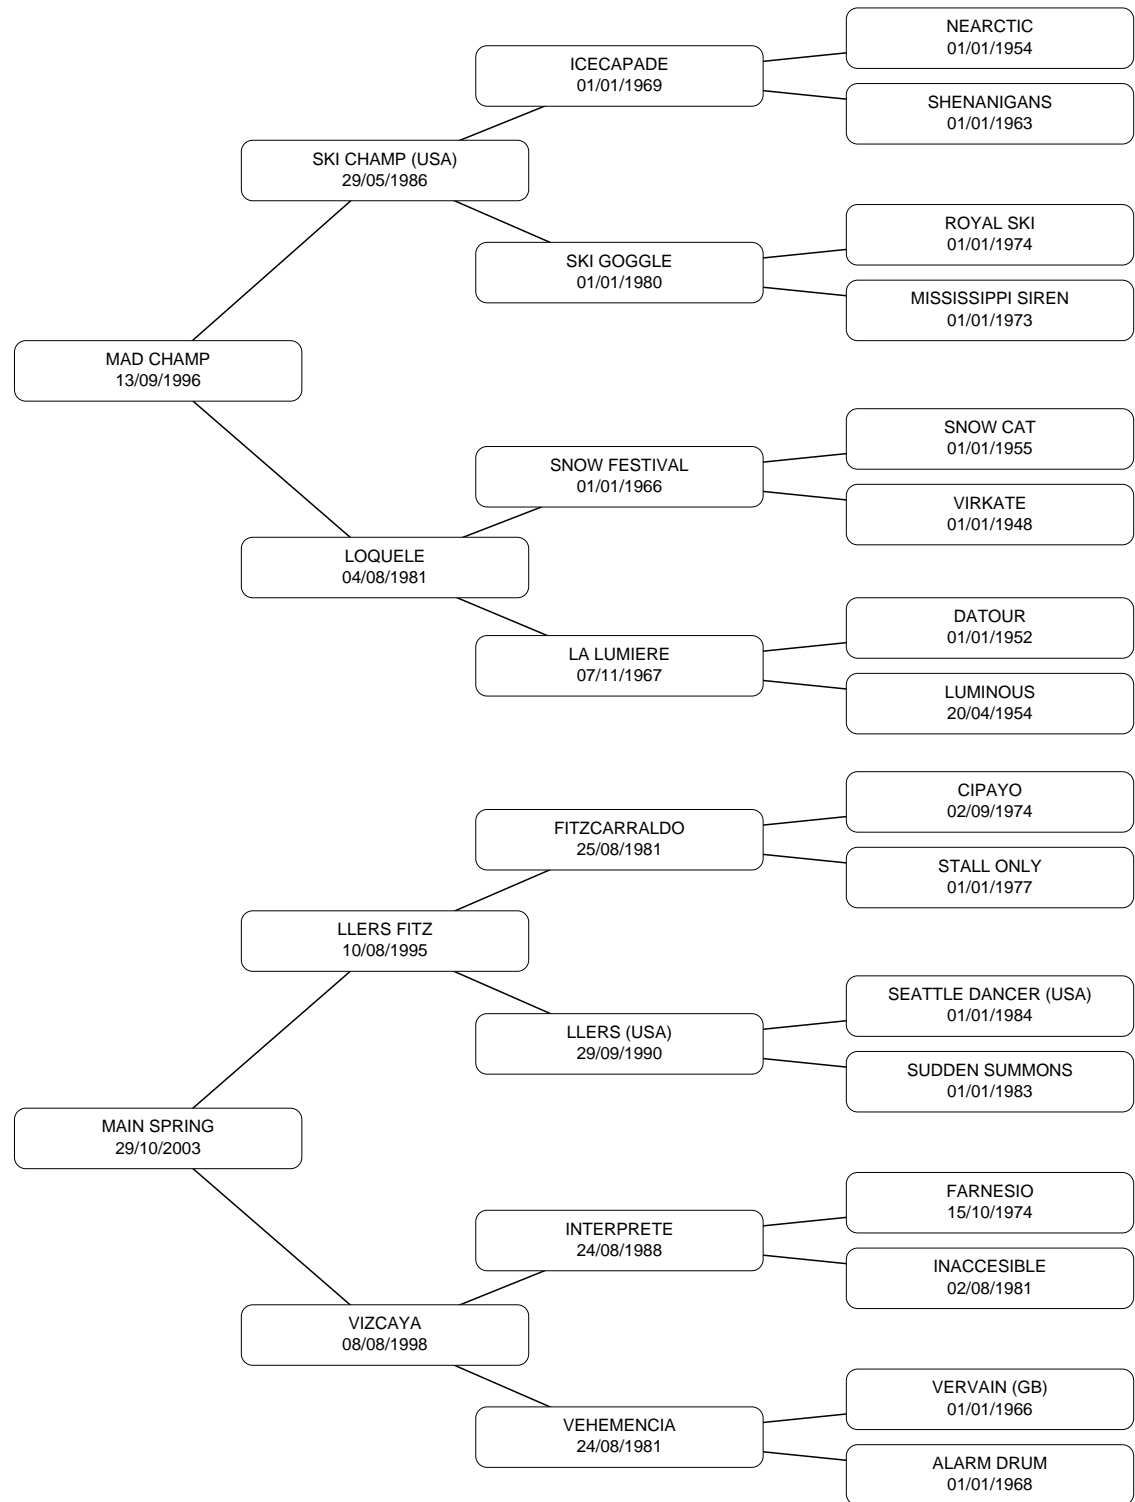 NEARCTIC
01/01/1954
ICECAPADE
01/01/1969
SHENANIGANS
01/01/1963
SKI CHAMP (USA)
29/05/1986
ROYAL SKI
01/01/1974
SKI GOGGLE
01/01/1980
MISSISSIPPI SIREN
01/01/1973
MAD CHAMP
13/09/1996
SNOW CAT
01/01/1955
SNOW FESTIVAL
01/01/1966
VIRKATE
01/01/1948
LOQUELE
04/08/1981
DATOUR
01/01/1952
LA LUMIERE
07/11/1967
LUMINOUS
20/04/1954
CIPAYO
02/09/1974
FITZCARRALDO
25/08/1981
STALL ONLY
01/01/1977
LLERS FITZ
10/08/1995
SEATTLE DANCER (USA)
01/01/1984
LLERS (USA)
29/09/1990
SUDDEN SUMMONS
01/01/1983
MAIN SPRING
29/10/2003
FARNESIO
15/10/1974
INTERPRETE
24/08/1988
INACCESIBLE
02/08/1981
VIZCAYA
08/08/1998
VERVAIN (GB)
01/01/1966
VEHEMENCIA
24/08/1981
ALARM DRUM
01/01/1968